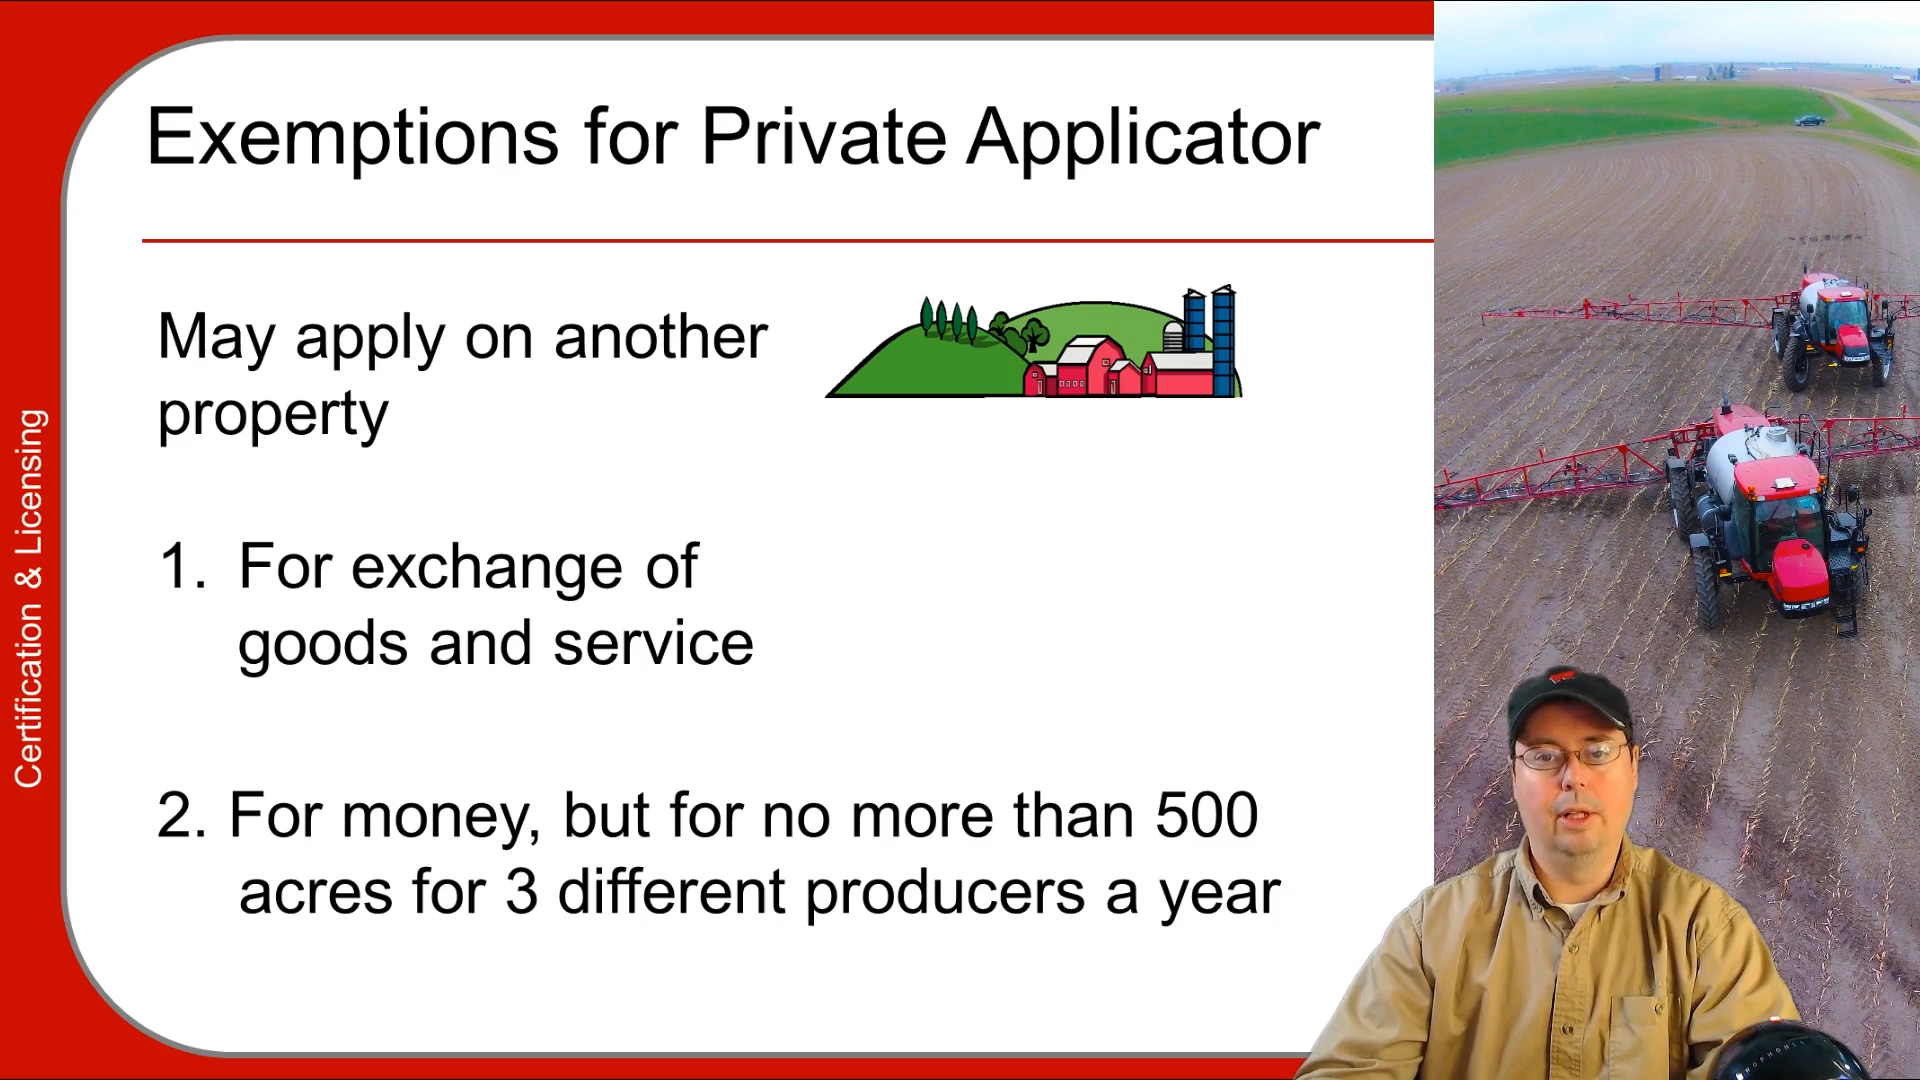 Exemptions for Private Applicator
May apply on another
property
1. For exchange of
goods and service
2. For money, but for no more than 500
acres for 3 different producers a year
Certification & Licensing